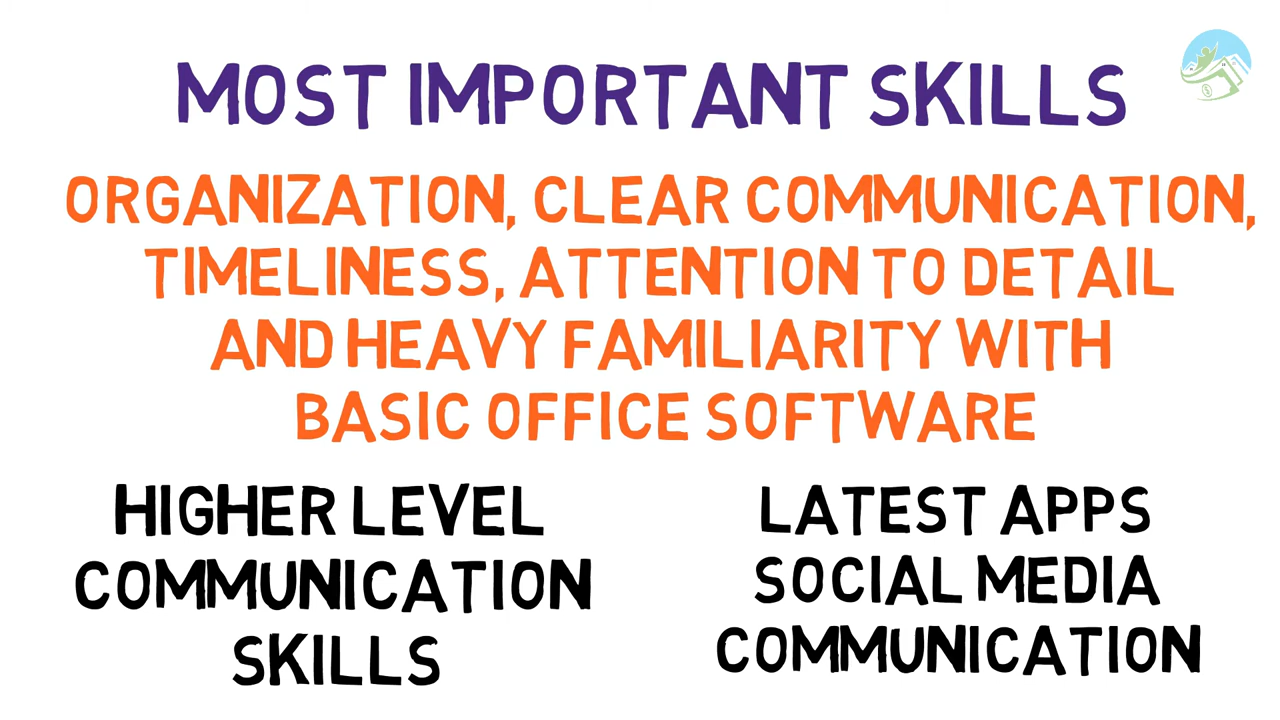 MOST IMPORTANT SKILLS
ORGANIZATION, CLEAR COMMUNICATION,
TIMELINESS, ATTENTION TO DETAIL
AND HEAVY FAMILIARITY WITH
BASIC OFFICE SOFTWARE
HIGHER LEVEL
COMMUNICATION
SKILLS
LATEST APPS
SOCIAL MEDIA
COMMUNICATION